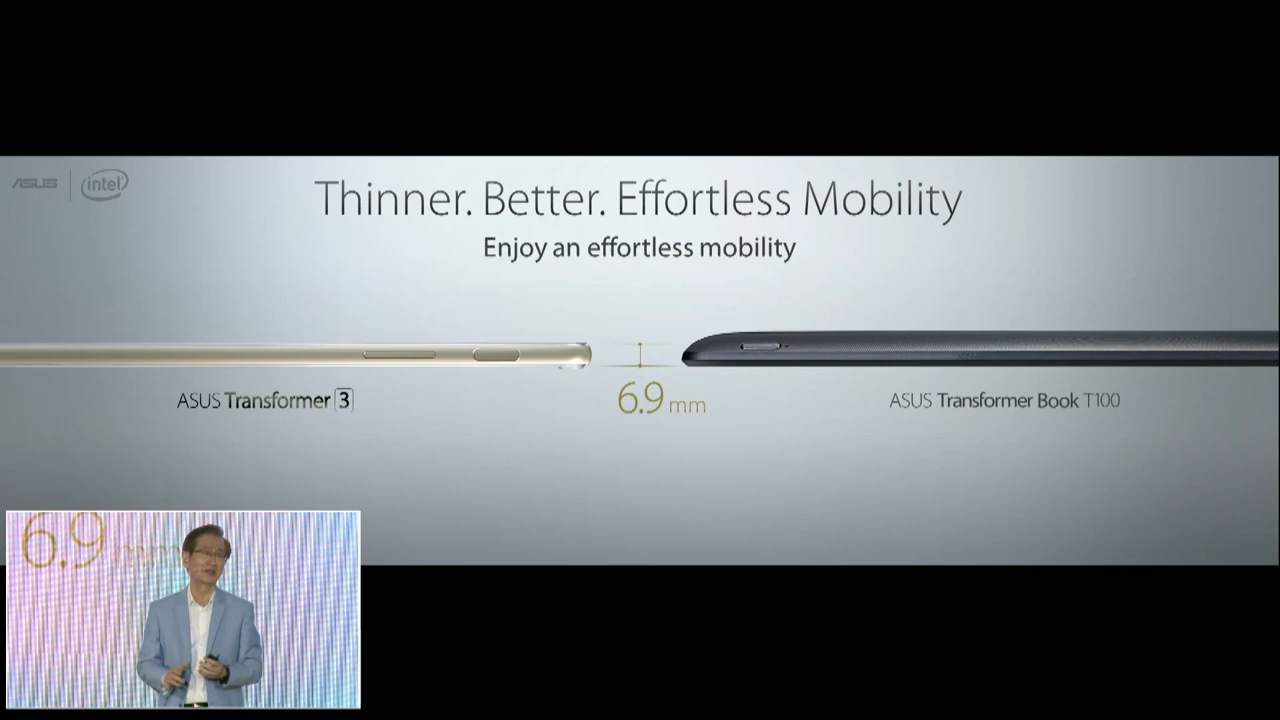 ASUS intel
Thinner. Better. Effortless Mobility
Enjoy an effortless mobility
ASUS Transformer 3
6.9 mm
ASUS Transformer Book T100
6.9 mm